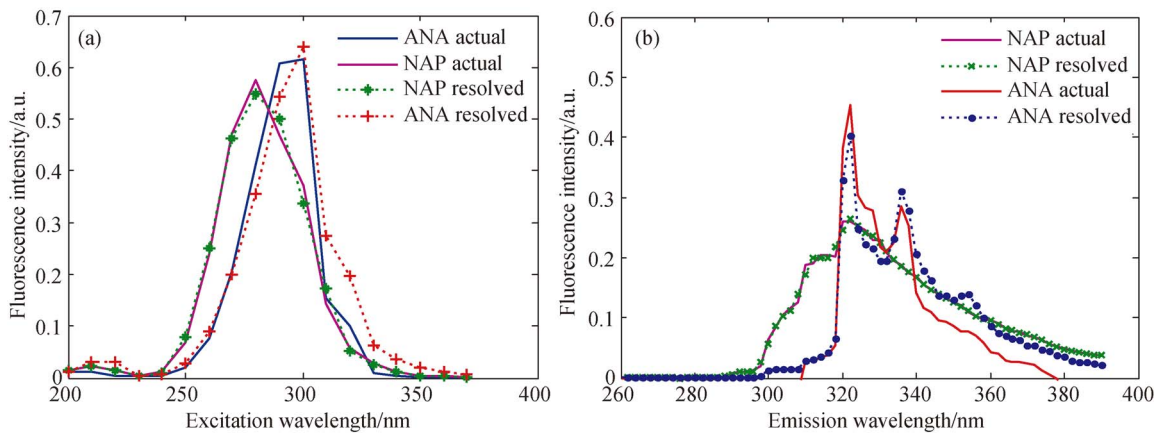 (a)
ANA actual
NAP actual
NAP resolved
ANA resolved
Fluorescence intensity/a.u.
0.7
0.6
0.5
0.4
0.3
0.2
0.1
0
200
250
300
350
400
Excitation wavelength/nm
(b)
NAP actual
NAP resolved
ANA actual
ANA resolved
Fluorescence intensity/a.u.
0.6
0.5
0.4
0.3
0.2
0.1
0
260
280
300
320
340
360
380
400
Emission wavelength/nm